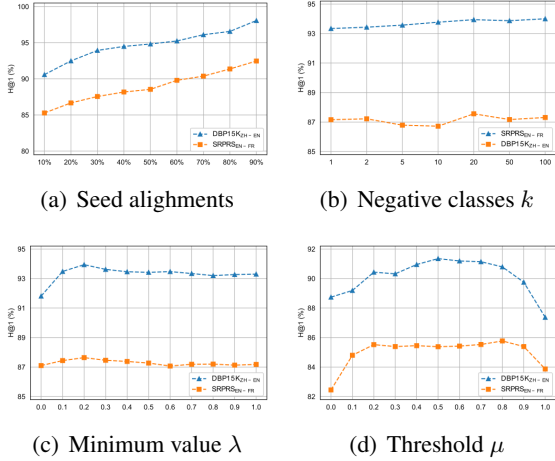 100
95
90
85
80
H@1 (%)
DBP15K_ZH-EN
SRPRS_EN-FR
10% 20% 30% 40% 50% 60% 70% 80% 90%
(a) Seed alighments
95
93
91
89
87
85
H@1 (%)
SRPRS_EN-FR
DBP15K_ZH-EN
1 2 5 10 20 50 100
(b) Negative classes k
95
93
91
89
87
85
H@1 (%)
DBP15K_ZH-EN
SRPRS_EN-FR
0.0 0.1 0.2 0.3 0.4 0.5 0.6 0.7 0.8 0.9 1.0
(c) Minimum value λ
92
90
88
86
84
82
H@1 (%)
DBP15K_ZH-EN
SRPRS_EN-FR
0.0 0.1 0.2 0.3 0.4 0.5 0.6 0.7 0.8 0.9 1.0
(d) Threshold μ